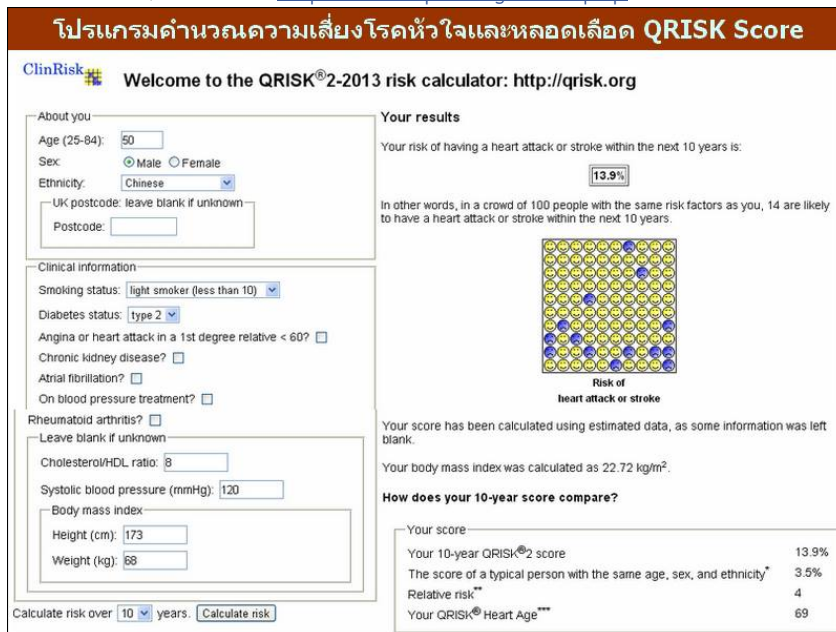 โปรแกรมคำนวณความเสี่ยงโรคหัวใจและหลอดเลือด QRISK Score
ClinRisk
Welcome to the QRISK®2-2013 risk calculator: http://qrisk.org
About you
Age (25-84): 50
Sex: Male Female
Ethnicity: Chinese
UK postcode: leave blank if unknown
Postcode:
Clinical information
Smoking status: light smoker (less than 10)
Diabetes status: type 2
Angina or heart attack in a 1st degree relative < 60?
Chronic kidney disease?
Atrial fibrillation?
On blood pressure treatment?
Rheumatoid arthritis?
Leave blank if unknown
Cholesterol/HDL ratio: 8
Systolic blood pressure (mmHg): 120
Body mass index
Height (cm): 173
Weight (kg): 68
Calculate risk over 10 years. Calculate risk
Your results
Your risk of having a heart attack or stroke within the next 10 years is:
13.9%
In other words, in a crowd of 100 people with the same risk factors as you, 14 are likely
to have a heart attack or stroke within the next 10 years.
Risk of
heart attack or stroke
Your score has been calculated using estimated data, as some information was left
blank.
Your body mass index was calculated as 22.72 kg/m².
How does your 10-year score compare?
Your score
Your 10-year QRISK®2 score 13.9%
The score of a typical person with the same age, sex, and ethnicity* 3.5%
Relative risk** 4
Your QRISK® Heart Age*** 69